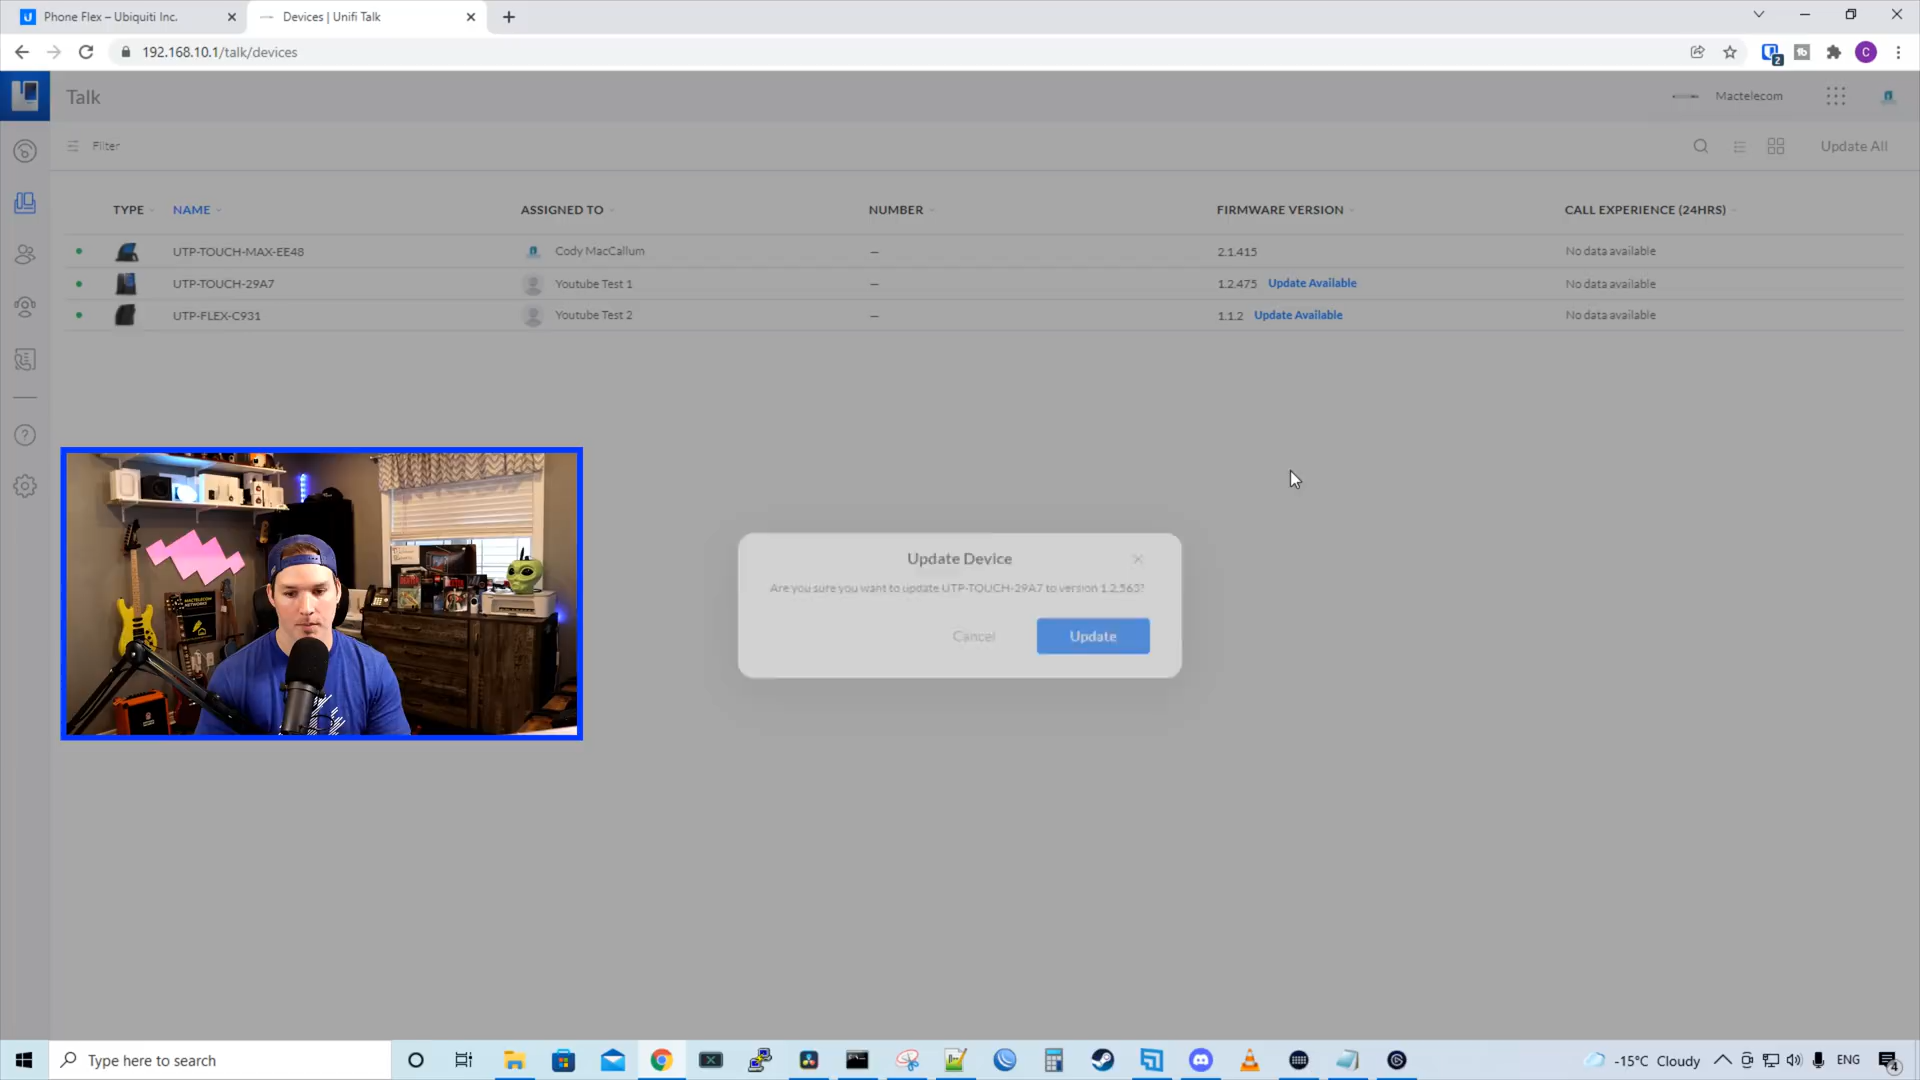 Phone Flex – Ubiquiti Inc.
Devices | Unifi Talk
192.168.10.1/talk/devices
2
C
Talk
Mactelecom
Filter
Update All
TYPE NAME ASSIGNED TO NUMBER FIRMWARE VERSION CALL EXPERIENCE (24HRS)
UTP-TOUCH-MAX-EE48 Cody MacCallum — 2.1.415 No data available
UTP-TOUCH-29A7 Youtube Test 1 — 1.2.475 Update Available No data available
UTP-FLEX-C931 Youtube Test 2 — 1.1.2 Update Available No data available
MACTELECOM
NETWORKS
Update Device
Are you sure you want to update UTP-TOUCH-29A7 to version 1.2.563?
Cancel
Update
Type here to search
-15°C Cloudy
ENG
4